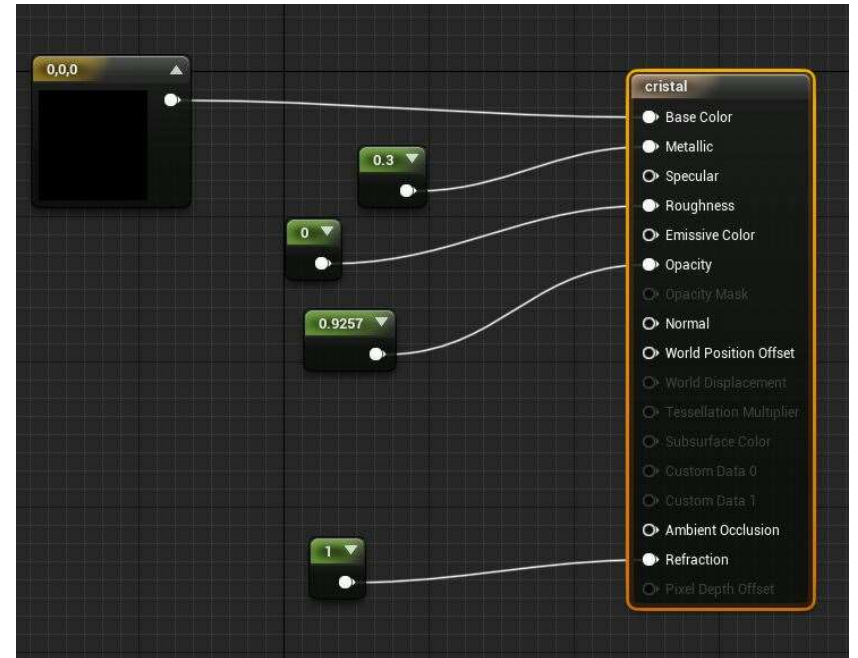 0,0,0
cristal
Base Color
0.3
Metallic
Specular
Roughness
0
Emissive Color
Opacity
Opacity Mask
0.9257
Normal
World Position Offset
World Displacement
Tessellation Multiplier
Subsurface Color
Custom Data 0
Custom Data 1
Ambient Occlusion
1
Refraction
Pixel Depth Offset